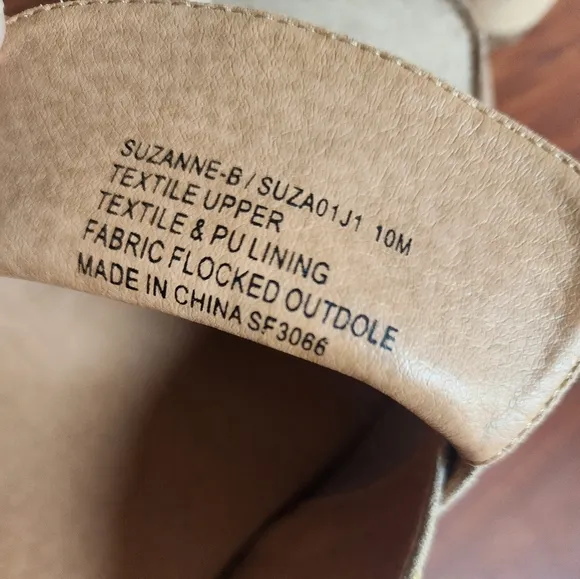 SUZANNE-B / SUZA01J1 10M
TEXTILE UPPER
TEXTILE & PU LINING
FABRIC FLOCKED OUTDOLE
MADE IN CHINA SF3066